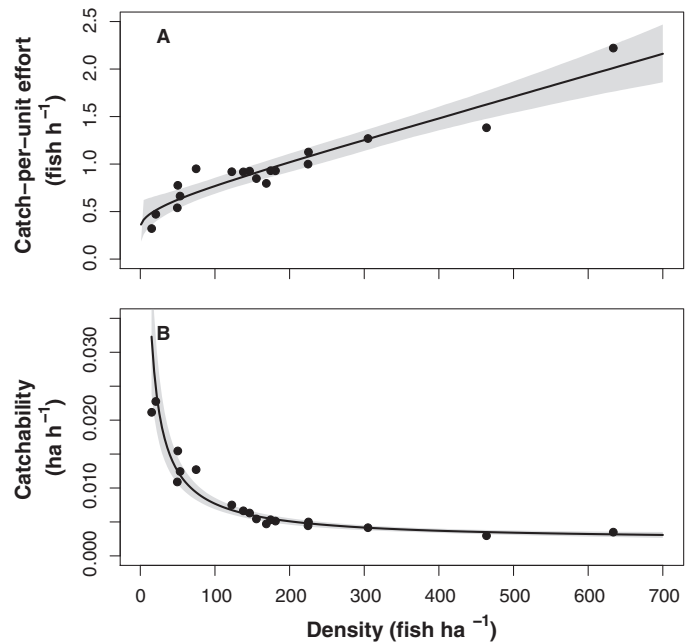 A
Catch−per−unit effort
(fish h−1)
0.0
0.5
1.0
1.5
2.0
2.5
B
Catchability
(ha h−1)
0.000
0.010
0.020
0.030
0
100
200
300
400
500
600
700
Density (fish ha −1)